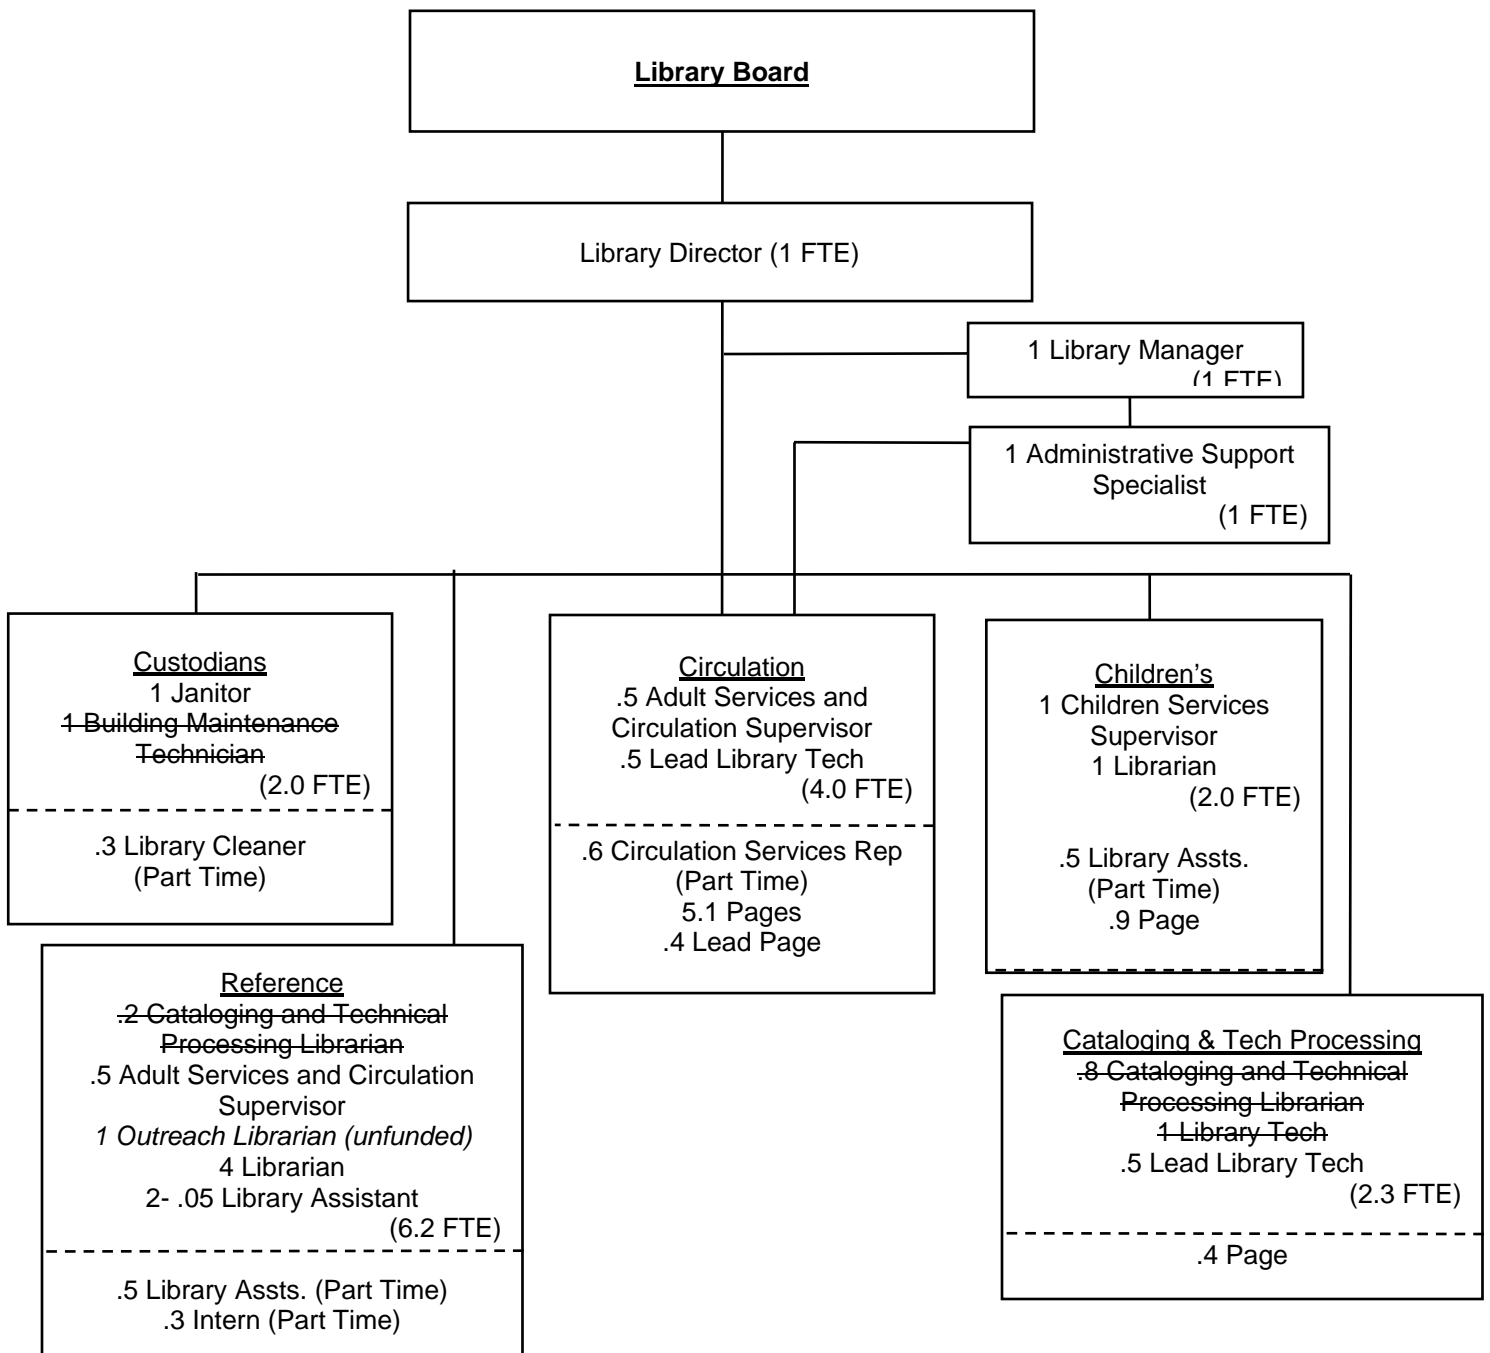 Library Board
Library Director (1 FTE)
1 Library Manager
(1 FTE)
1 Administrative Support
Specialist
(1 FTE)
Custodians
1 Janitor
1 Building Maintenance
Technician
(2.0 FTE)
.3 Library Cleaner
(Part Time)
Circulation
.5 Adult Services and
Circulation Supervisor
.5 Lead Library Tech
(4.0 FTE)
.6 Circulation Services Rep
(Part Time)
5.1 Pages
.4 Lead Page
Children’s
1 Children Services
Supervisor
1 Librarian
(2.0 FTE)
.5 Library Assts.
(Part Time)
.9 Page
Reference
.2 Cataloging and Technical
Processing Librarian
.5 Adult Services and Circulation
Supervisor
1 Outreach Librarian (unfunded)
4 Librarian
2- .05 Library Assistant
(6.2 FTE)
.5 Library Assts. (Part Time)
.3 Intern (Part Time)
Cataloging & Tech Processing
.8 Cataloging and Technical
Processing Librarian
1 Library Tech
.5 Lead Library Tech
(2.3 FTE)
.4 Page